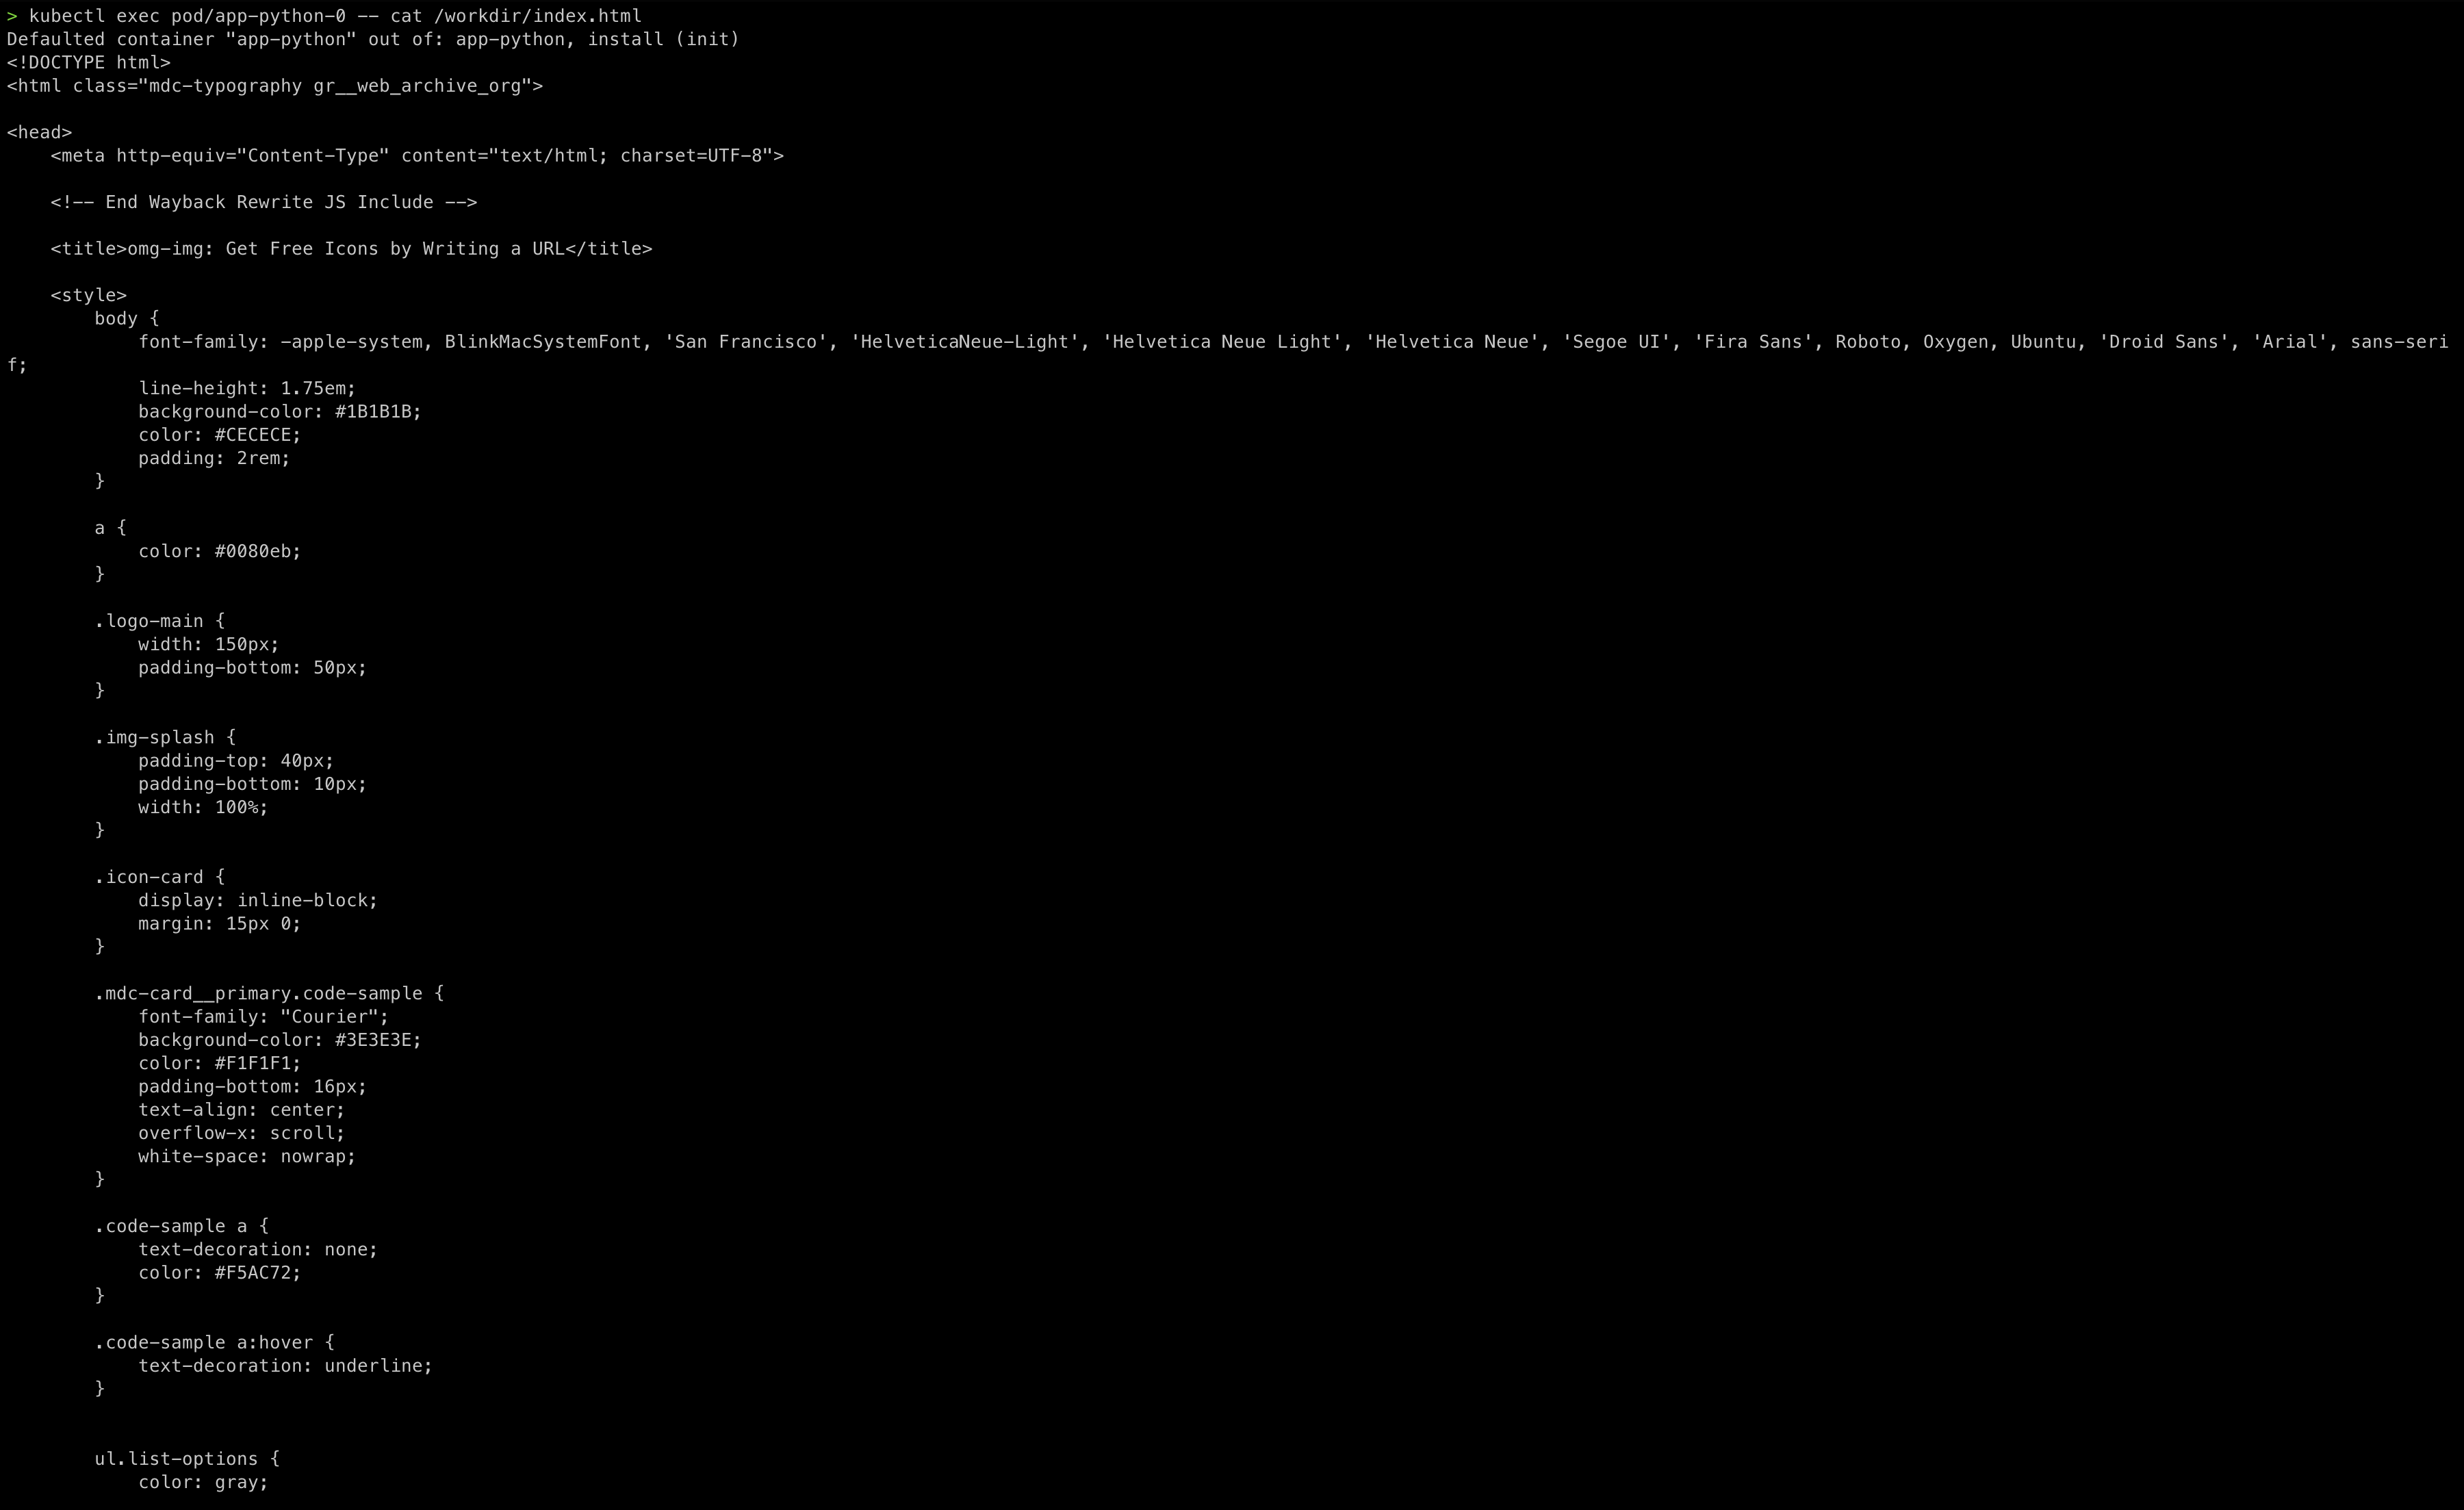 > kubectl exec pod/app-python-0 -- cat /workdir/index.html
Defaulted container "app-python" out of: app-python, install (init)
<!DOCTYPE html>
<html class="mdc-typography gr__web_archive_org">

<head>
    <meta http-equiv="Content-Type" content="text/html; charset=UTF-8">

    <!-- End Wayback Rewrite JS Include -->

    <title>omg-img: Get Free Icons by Writing a URL</title>

    <style>
        body {
            font-family: -apple-system, BlinkMacSystemFont, 'San Francisco', 'HelveticaNeue-Light', 'Helvetica Neue Light', 'Helvetica Neue', 'Segoe UI', 'Fira Sans', Roboto, Oxygen, Ubuntu, 'Droid Sans', 'Arial', sans-seri
f;
            line-height: 1.75em;
            background-color: #1B1B1B;
            color: #CECECE;
            padding: 2rem;
        }

        a {
            color: #0080eb;
        }

        .logo-main {
            width: 150px;
            padding-bottom: 50px;
        }

        .img-splash {
            padding-top: 40px;
            padding-bottom: 10px;
            width: 100%;
        }

        .icon-card {
            display: inline-block;
            margin: 15px 0;
        }

        .mdc-card__primary.code-sample {
            font-family: "Courier";
            background-color: #3E3E3E;
            color: #F1F1F1;
            padding-bottom: 16px;
            text-align: center;
            overflow-x: scroll;
            white-space: nowrap;
        }

        .code-sample a {
            text-decoration: none;
            color: #F5AC72;
        }

        .code-sample a:hover {
            text-decoration: underline;
        }


        ul.list-options {
            color: gray;